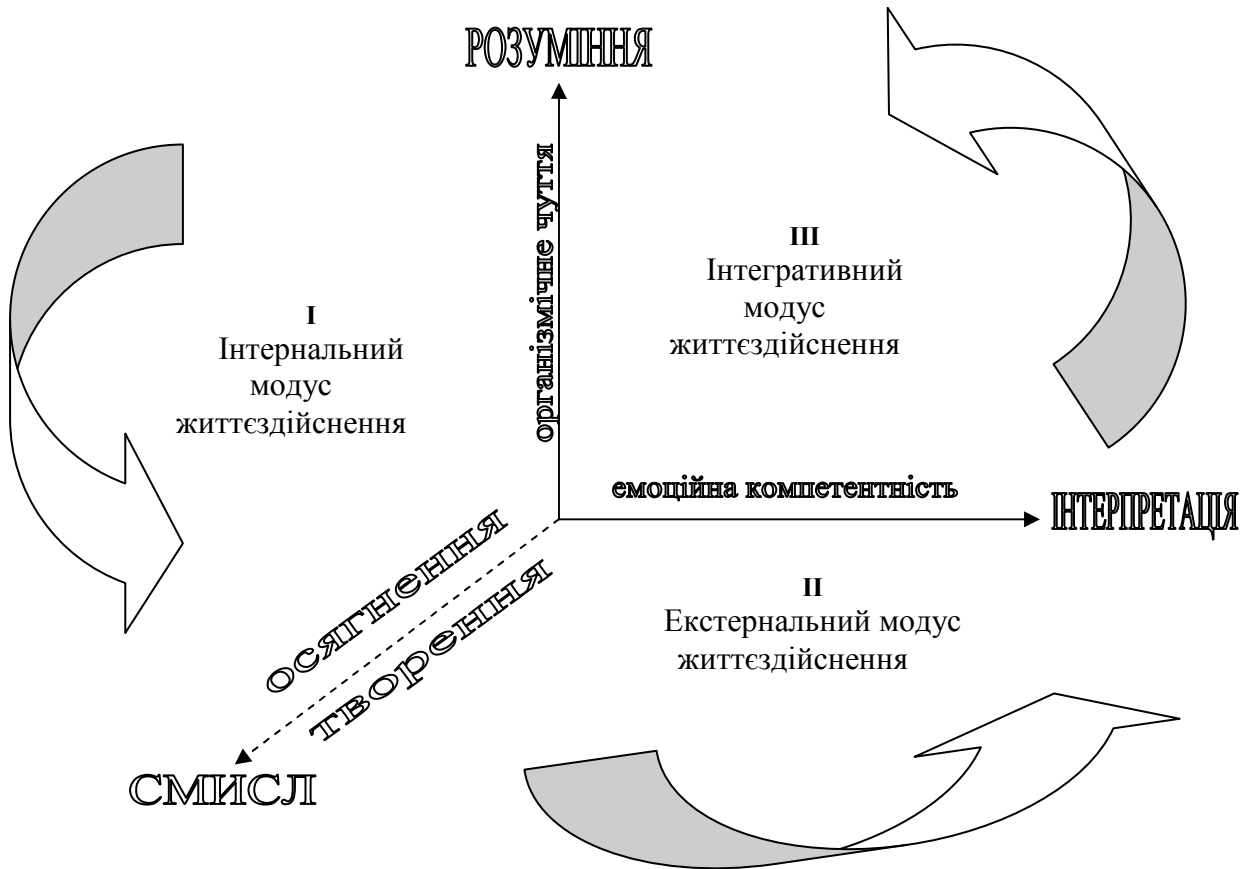 РОЗУМІННЯ
організмічне чуття
III
Інтегративний
модус
життєздійснення
I
Інтернальний
модус
життєздійснення
емоційна компетентність
ІНТЕРПРЕТАЦІЯ
осягнення
творення
II
Екстернальний модус
життєздійснення
СМИСЛ